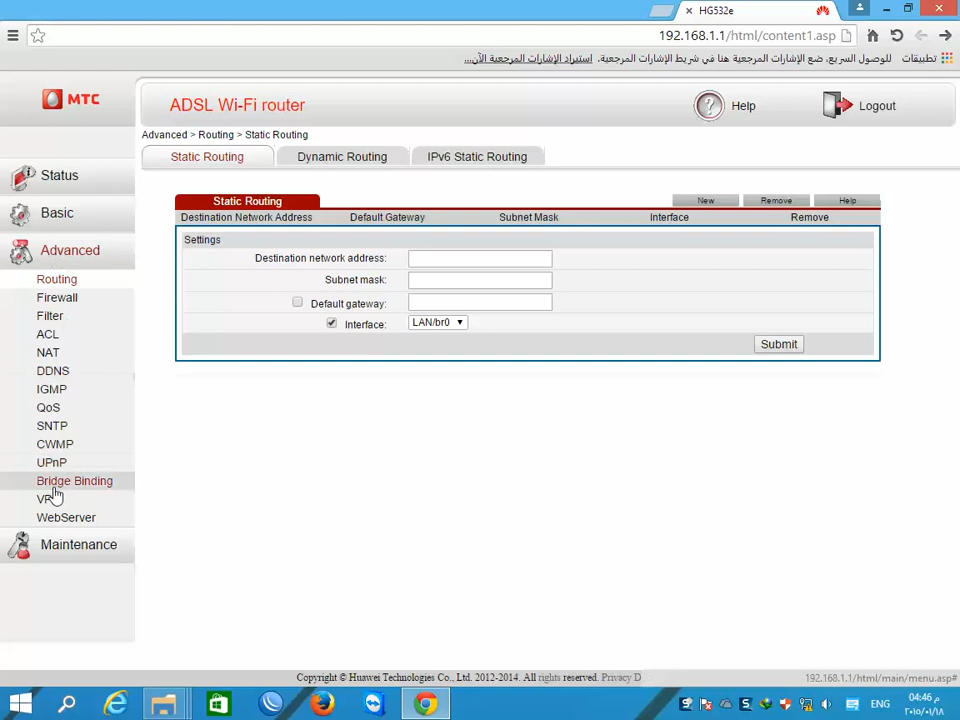 HG532e
192.168.1.1/html/content1.asp
تطبيقات للوصول السريع، ضع الإشارات المرجعية هنا في شريط الإشارات المرجعية. استيراد الإشارات المرجعية الآن...
МТС
ADSL Wi-Fi router
Help
Logout
Advanced > Routing > Static Routing
Static Routing
Dynamic Routing
IPv6 Static Routing
Status
Basic
Advanced
Routing
Firewall
Filter
ACL
NAT
DDNS
IGMP
QoS
SNTP
CWMP
UPnP
Bridge Binding
WebServer
Maintenance
Static Routing
New
Remove
Help
Destination Network Address
Default Gateway
Subnet Mask
Interface
Remove
Settings
Destination network address:
Subnet mask:
Default gateway:
Interface:
LAN/br0
Submit
Copyright © Huawei Technologies Co., Ltd. 2012-2014. All rights reserved. Privacy D
192.168.1.1/html/main/menu.asp#
ENG
04:46 م
٢٠١٥/٠١/١٨